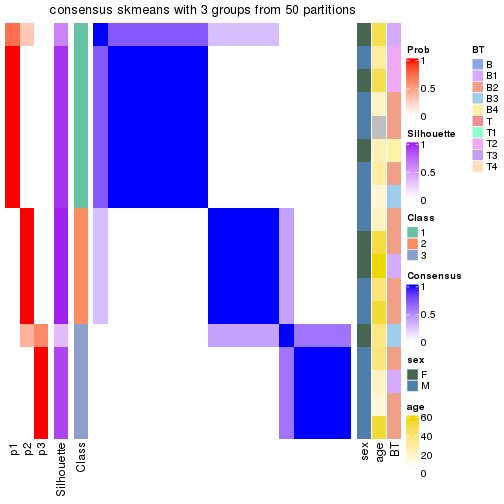 consensus skmeans with 3 groups from 50 partitions
p1
p2
p3
Silhouette
Class
sex
age
BT
Prob
1
0.5
0
Silhouette
1
0.5
0
Class
1
2
3
Consensus
1
0.5
0
sex
F
M
age
60
40
20
0
BT
B
B1
B2
B3
B4
T
T1
T2
T3
T4